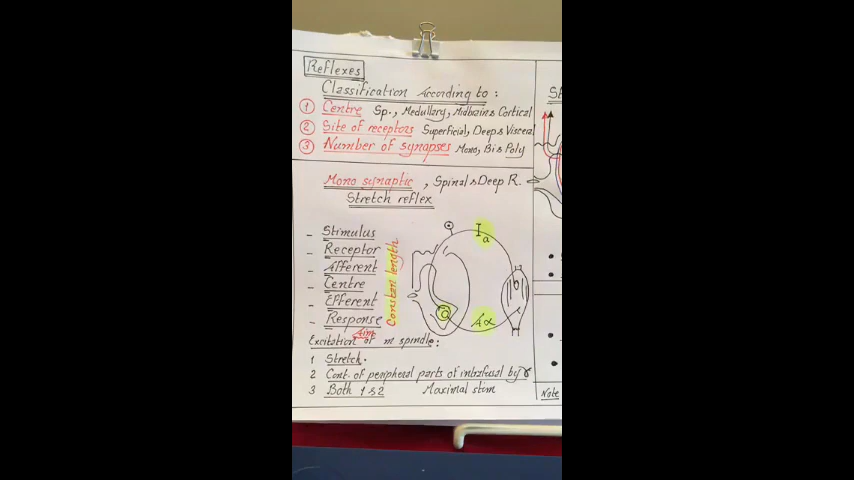 Reflexes
Classification According to :
① Centre Sp., Medullary, Midbrain & Cortical
② Site of receptors Superficial, Deep & Visceral
③ Number of synapses Mono, Bi & Poly
Mono synaptic , Spinal & Deep R.
Stretch reflex
- Stimulus
- Receptor
- Afferent
- Centre
- Efferent
- Response
Aim
Constan length
Ia
Aα
Excitation of m spindle:
1 Stretch.
2 Cont. of peripheral parts of intrafusal by γ
3 Both 1 & 2 Maximal stim
Note